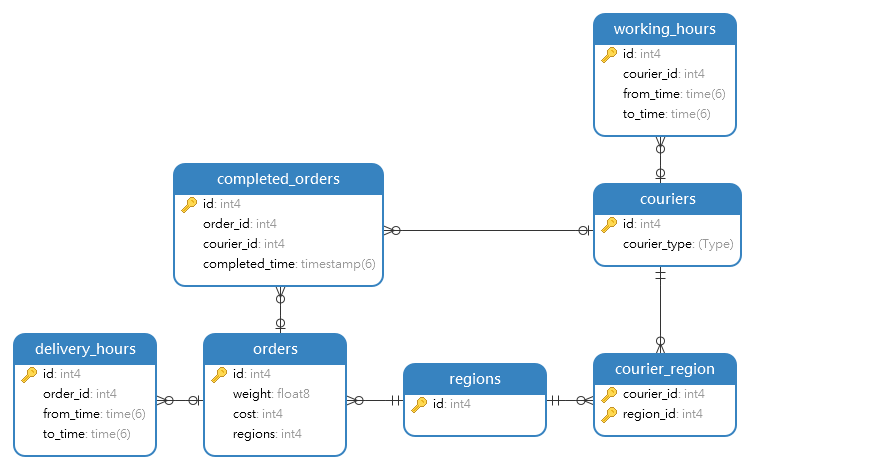 working_hours
id: int4
courier_id: int4
from_time: time(6)
to_time: time(6)
completed_orders
id: int4
order_id: int4
courier_id: int4
completed_time: timestamp(6)
couriers
id: int4
courier_type: (Type)
delivery_hours
id: int4
order_id: int4
from_time: time(6)
to_time: time(6)
orders
id: int4
weight: float8
cost: int4
regions: int4
regions
id: int4
courier_region
courier_id: int4
region_id: int4